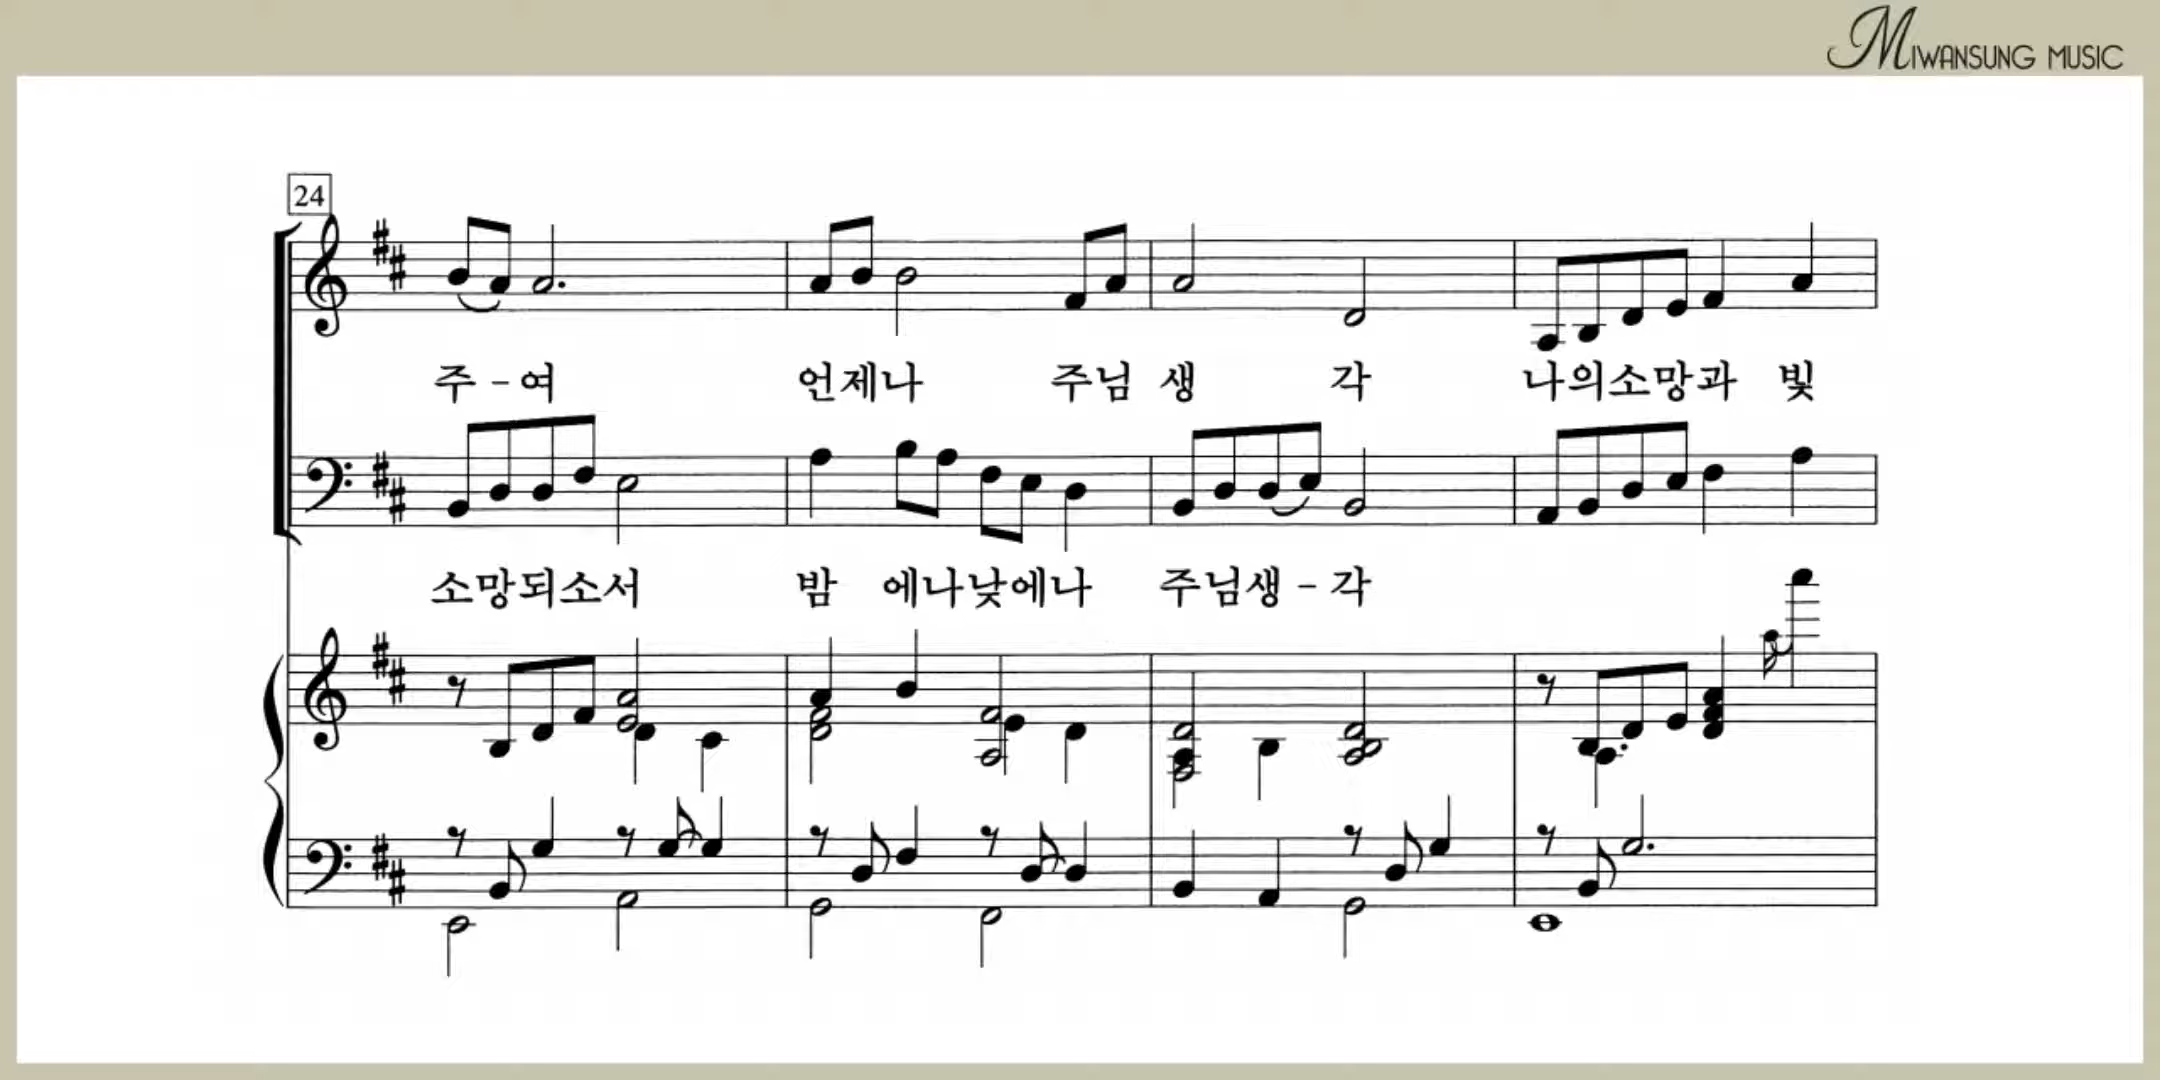 MIWANSUNG MUSIC
24
주 - 여 언제나 주님 생 각 나의소망과 빛
소망되소서 밤 에나낮에나 주님생 - 각